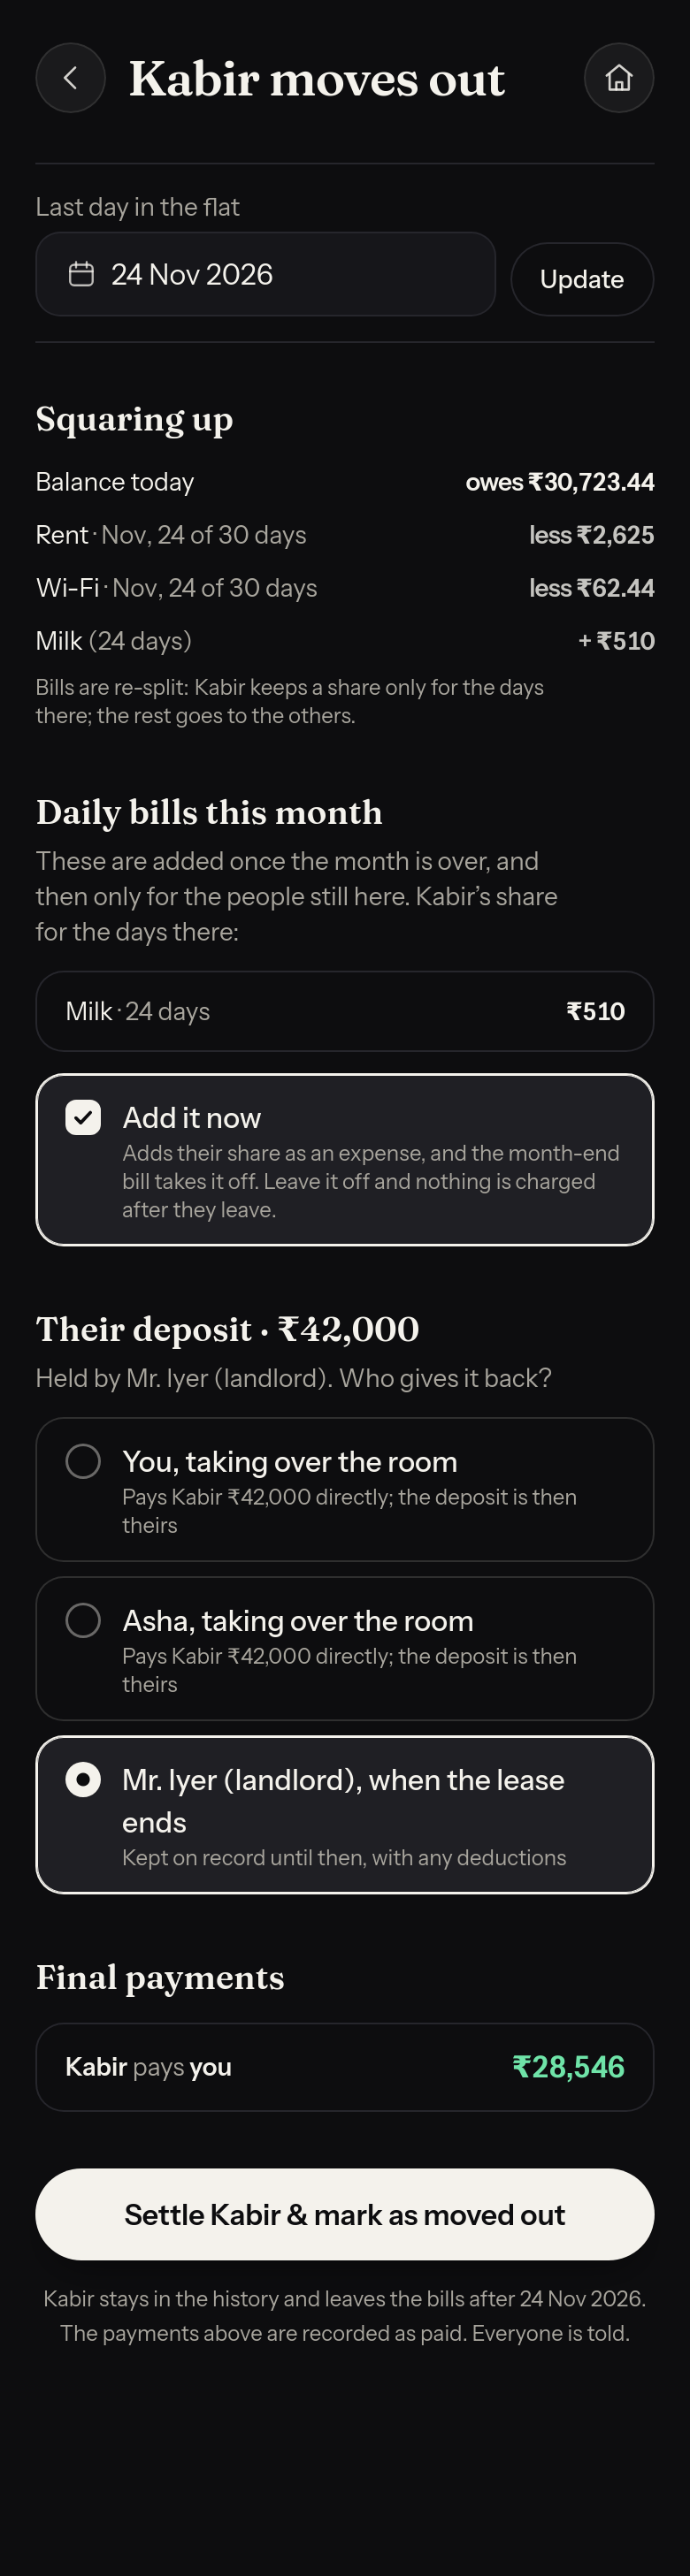 Kabir moves out
Last day in the flat
24 Nov 2026
Update
Squaring up
Balance today owes ₹30,723.44
Rent · Nov, 24 of 30 days less ₹2,625
Wi-Fi · Nov, 24 of 30 days less ₹62.44
Milk (24 days) + ₹510
Bills are re-split: Kabir keeps a share only for the days
there; the rest goes to the others.
Daily bills this month
These are added once the month is over, and
then only for the people still here. Kabir’s share
for the days there:
Milk · 24 days ₹510
Add it now
Adds their share as an expense, and the month-end
bill takes it off. Leave it off and nothing is charged
after they leave.
Their deposit · ₹42,000
Held by Mr. Iyer (landlord). Who gives it back?
You, taking over the room
Pays Kabir ₹42,000 directly; the deposit is then
theirs
Asha, taking over the room
Pays Kabir ₹42,000 directly; the deposit is then
theirs
Mr. Iyer (landlord), when the lease
ends
Kept on record until then, with any deductions
Final payments
Kabir pays you ₹28,546
Settle Kabir & mark as moved out
Kabir stays in the history and leaves the bills after 24 Nov 2026.
The payments above are recorded as paid. Everyone is told.